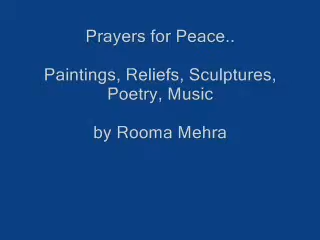 Prayers for Peace..
Paintings, Reliefs, Sculptures,
Poetry, Music
by Rooma Mehra